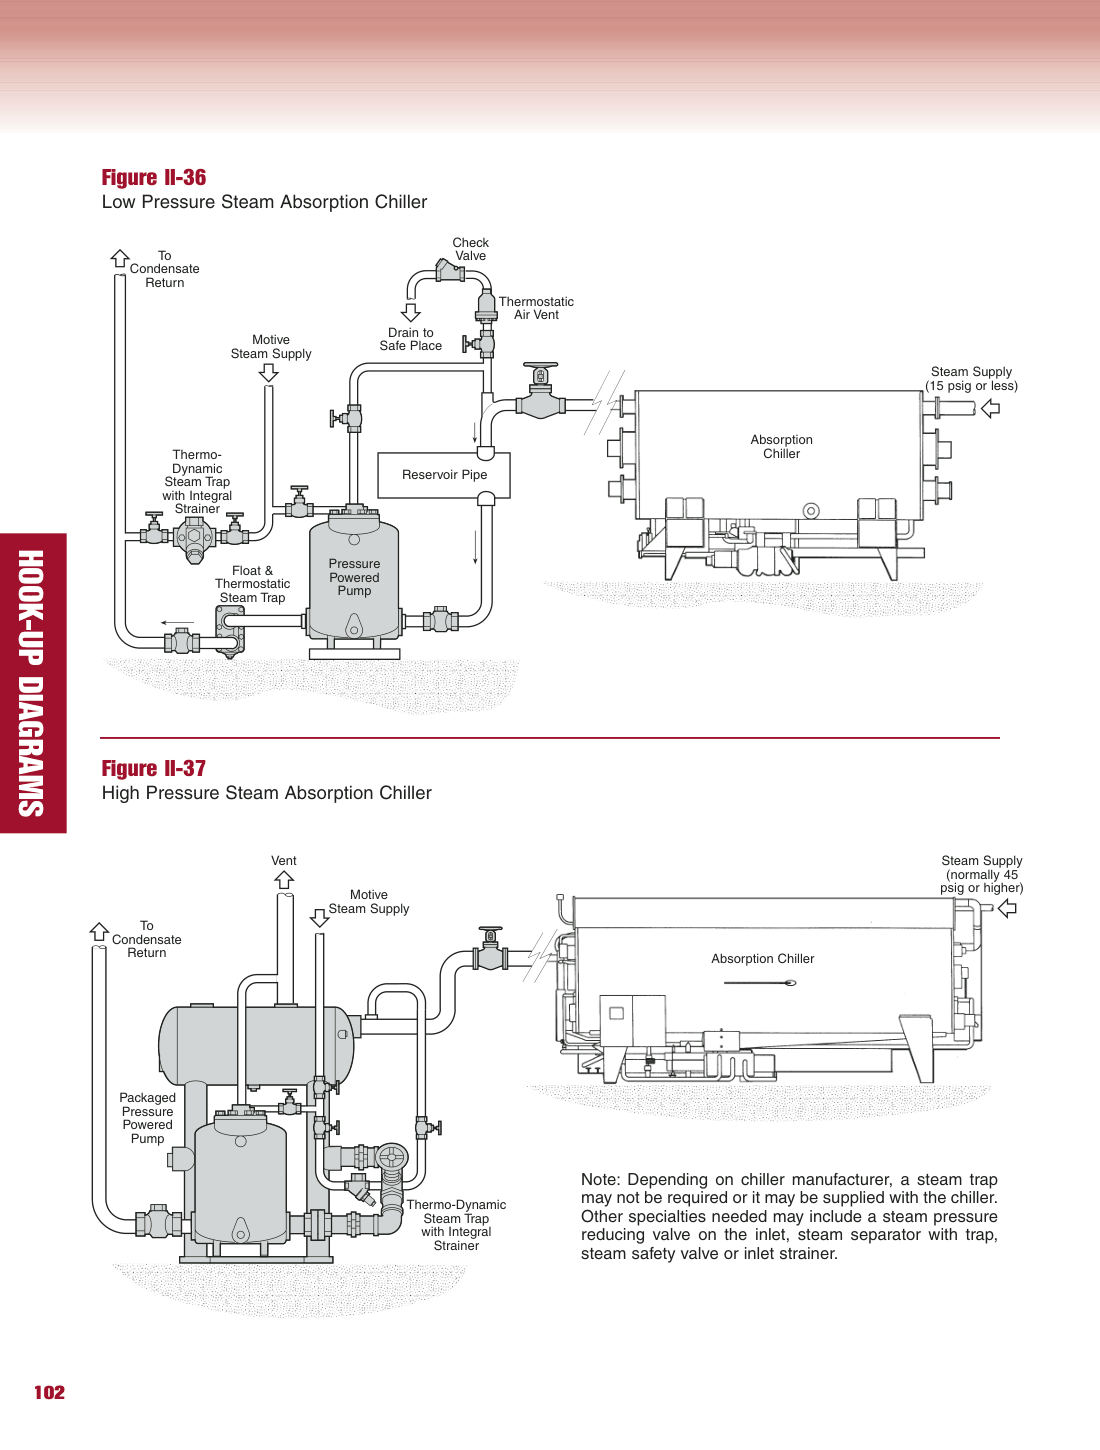 Figure II-36
Low Pressure Steam Absorption Chiller
To
Condensate
Return
Check
Valve
Thermostatic
Air Vent
Drain to
Safe Place
Motive
Steam Supply
Steam Supply
(15 psig or less)
Absorption
Chiller
Thermo-
Dynamic
Steam Trap
with Integral
Strainer
Reservoir Pipe
Float &
Thermostatic
Steam Trap
Pressure
Powered
Pump
HOOK-UP DIAGRAMS
Figure II-37
High Pressure Steam Absorption Chiller
Vent
Motive
Steam Supply
To
Condensate
Return
Steam Supply
(normally 45
psig or higher)
Absorption Chiller
Packaged
Pressure
Powered
Pump
Thermo-Dynamic
Steam Trap
with Integral
Strainer
Note: Depending on chiller manufacturer, a steam trap
may not be required or it may be supplied with the chiller.
Other specialties needed may include a steam pressure
reducing valve on the inlet, steam separator with trap,
steam safety valve or inlet strainer.
102